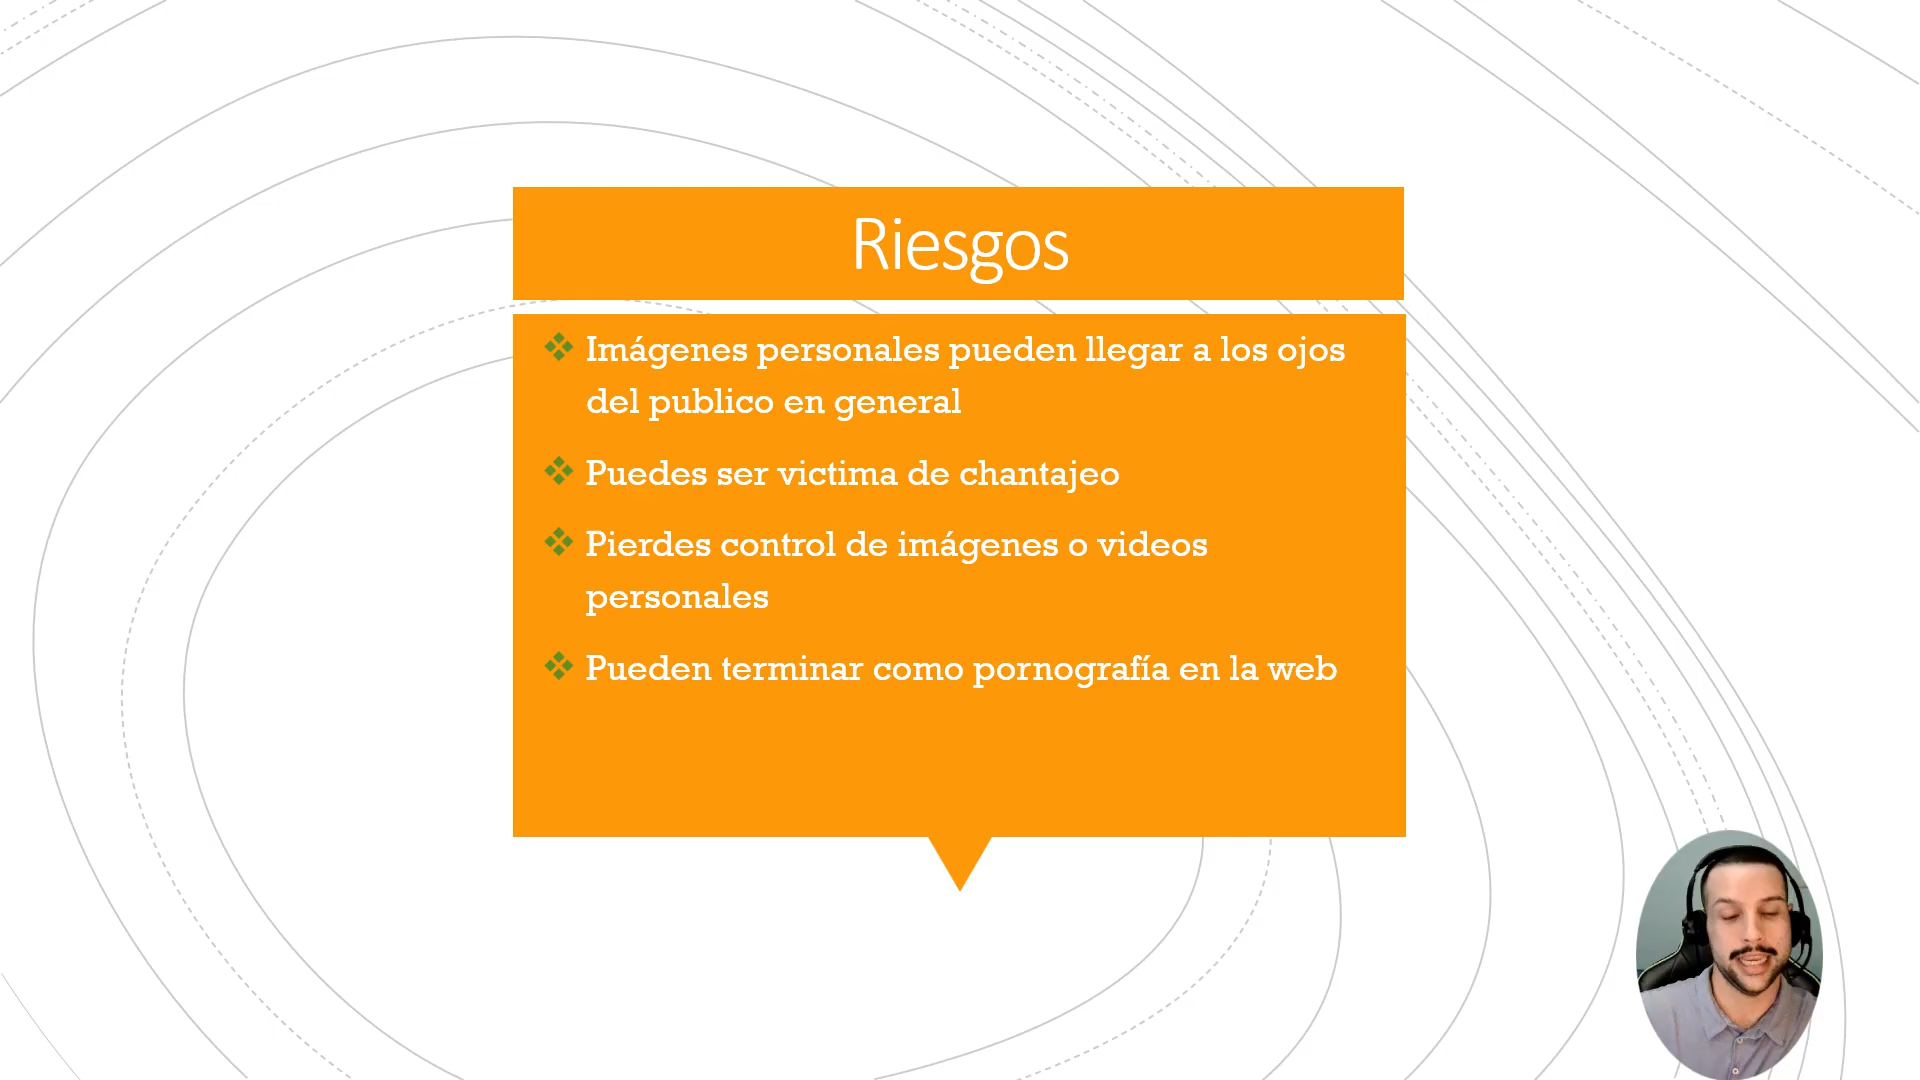 Riesgos
Imágenes personales pueden llegar a los ojos
del publico en general
Puedes ser victima de chantajeo
Pierdes control de imágenes o videos
personales
Pueden terminar como pornografía en la web